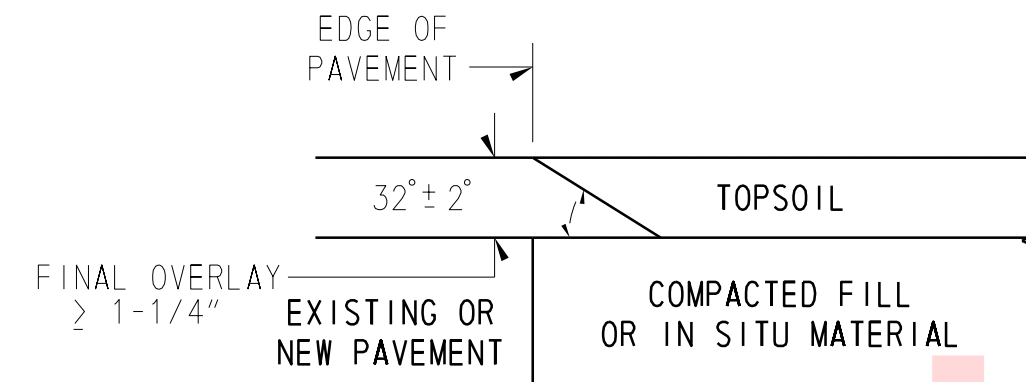 EDGE OF
PAVEMENT
32°± 2°
TOPSOIL
FINAL OVERLAY
≥ 1-1/4"
EXISTING OR
NEW PAVEMENT
COMPACTED FILL
OR IN SITU MATERIAL